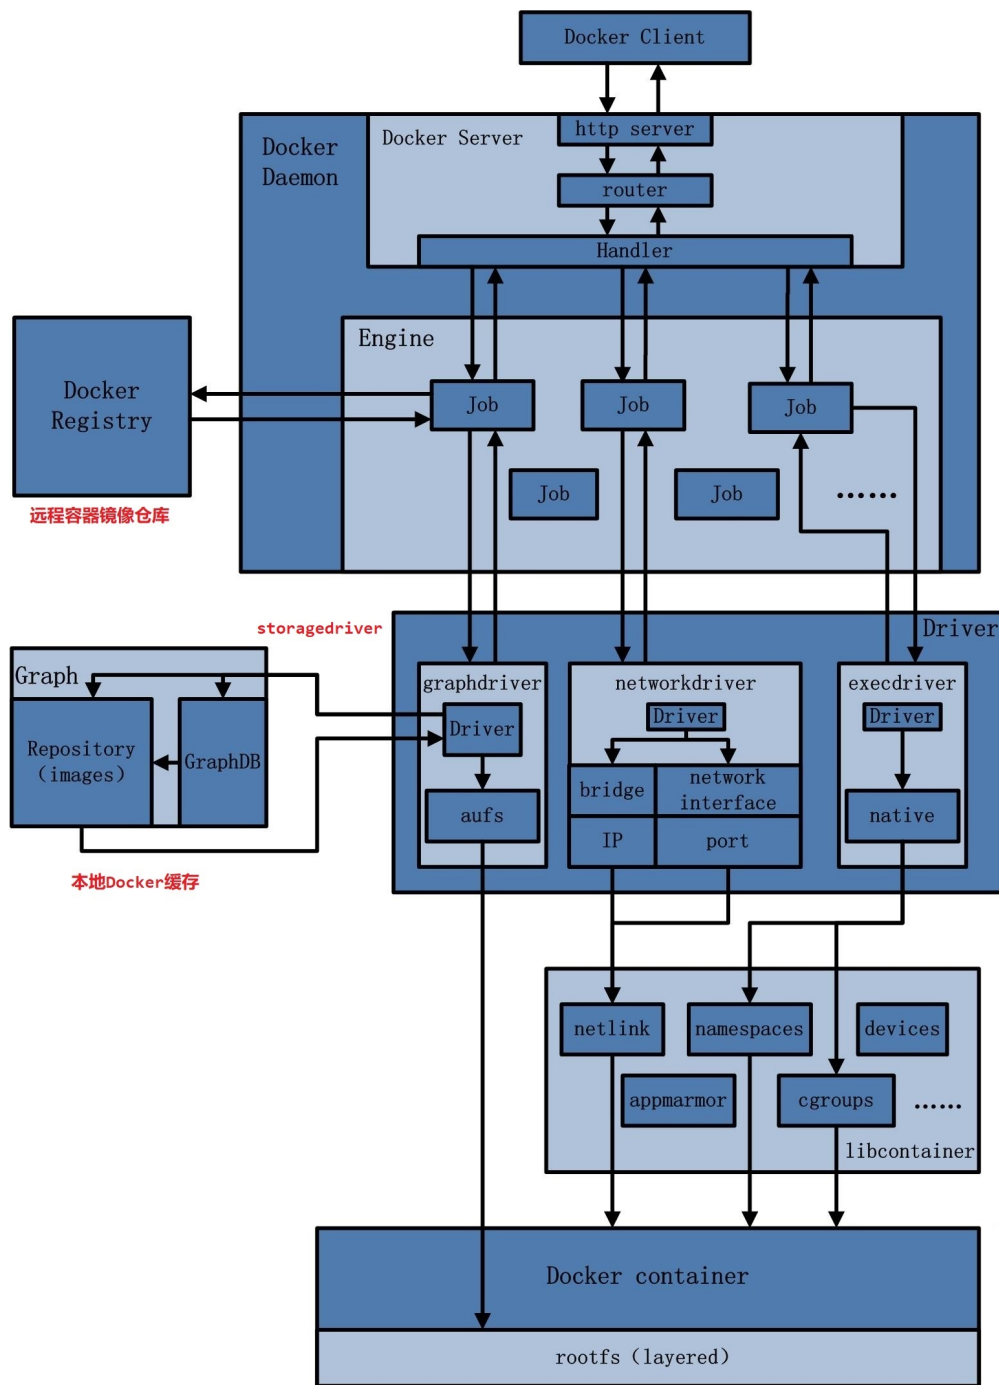 Docker Client
Docker
Daemon
Docker Server
http server
router
Handler
Engine
Docker
Registry
Job
Job
Job
Job
Job
......
远程容器镜像仓库
storagedriver
Driver
Graph
Repository
(images)
GraphDB
本地Docker缓存
graphdriver
Driver
aufs
networkdriver
Driver
bridge
network
interface
IP
port
execdriver
Driver
native
netlink
namespaces
devices
appmarmor
cgroups
......
libcontainer
Docker container
rootfs（layered）